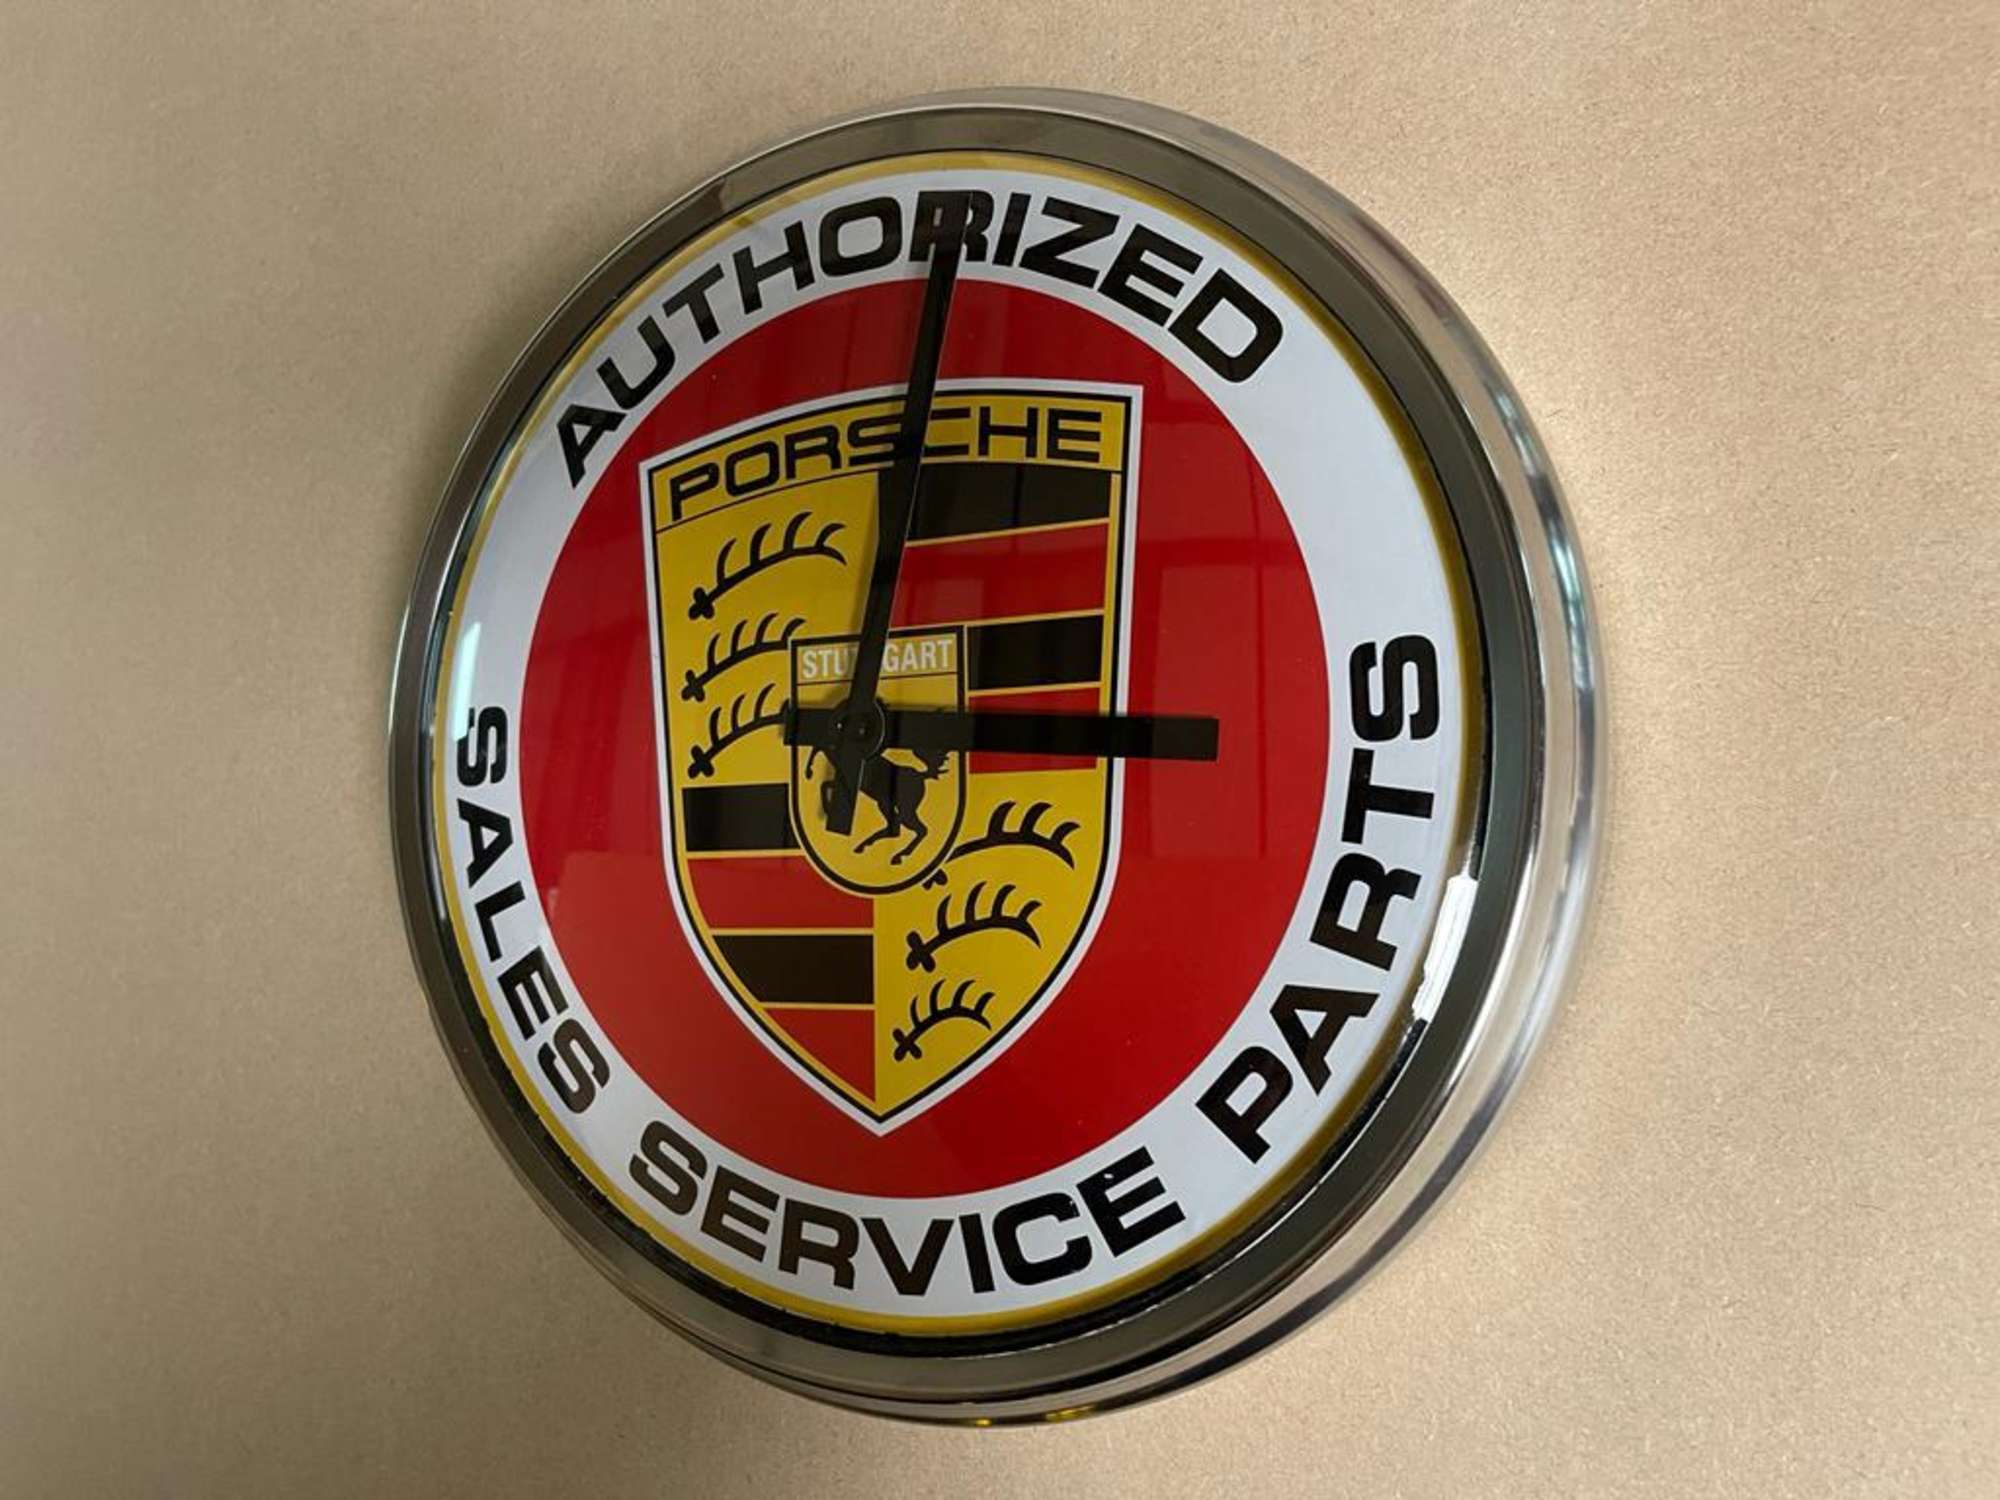 AUTHORIZED
PORSCHE
STUTTGART
SALES SERVICE PARTS